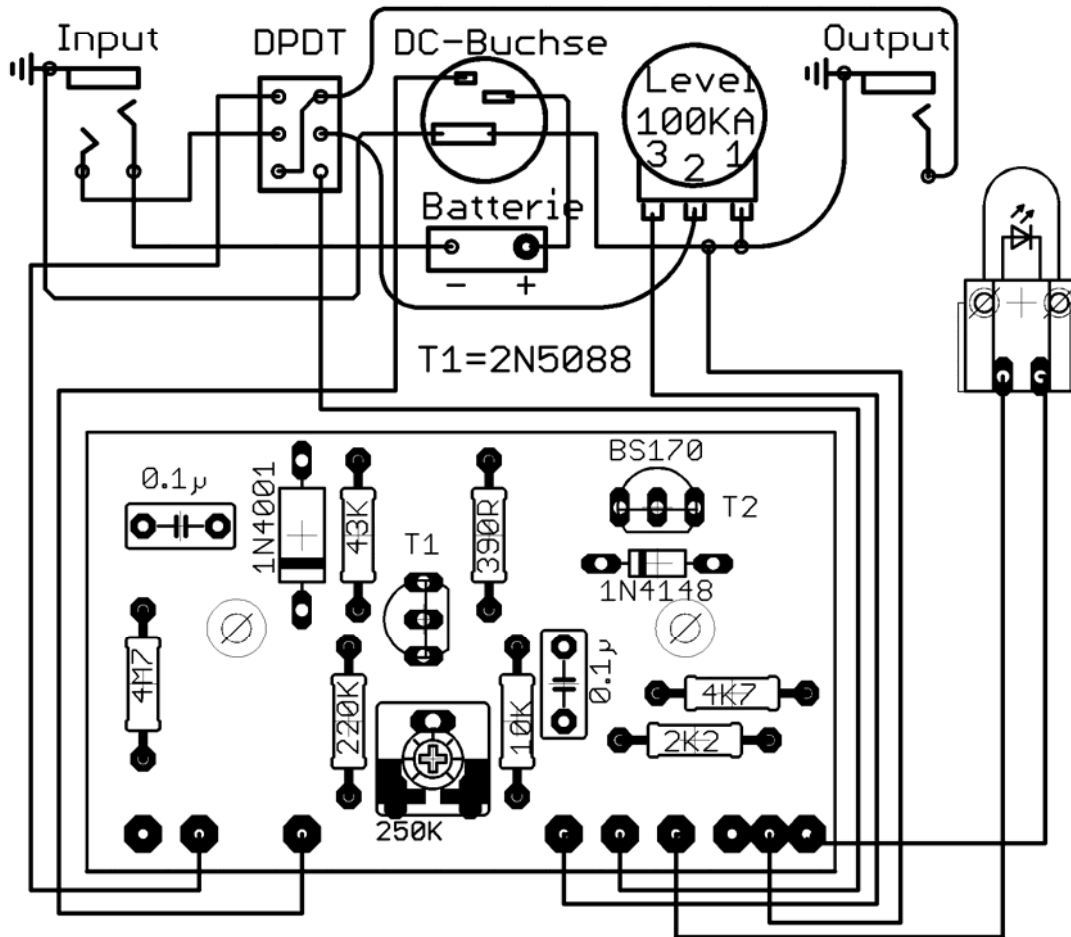 Input
DPDT
DC-Buchse
Output
Level
100KA
3 2 1
Batterie
- +
T1=2N5088
BS170
0.1µ
1N4001
43K
390R
T2
T1
1N4148
4M7
220K
10K
0.1µ
4K7
2K2
250K